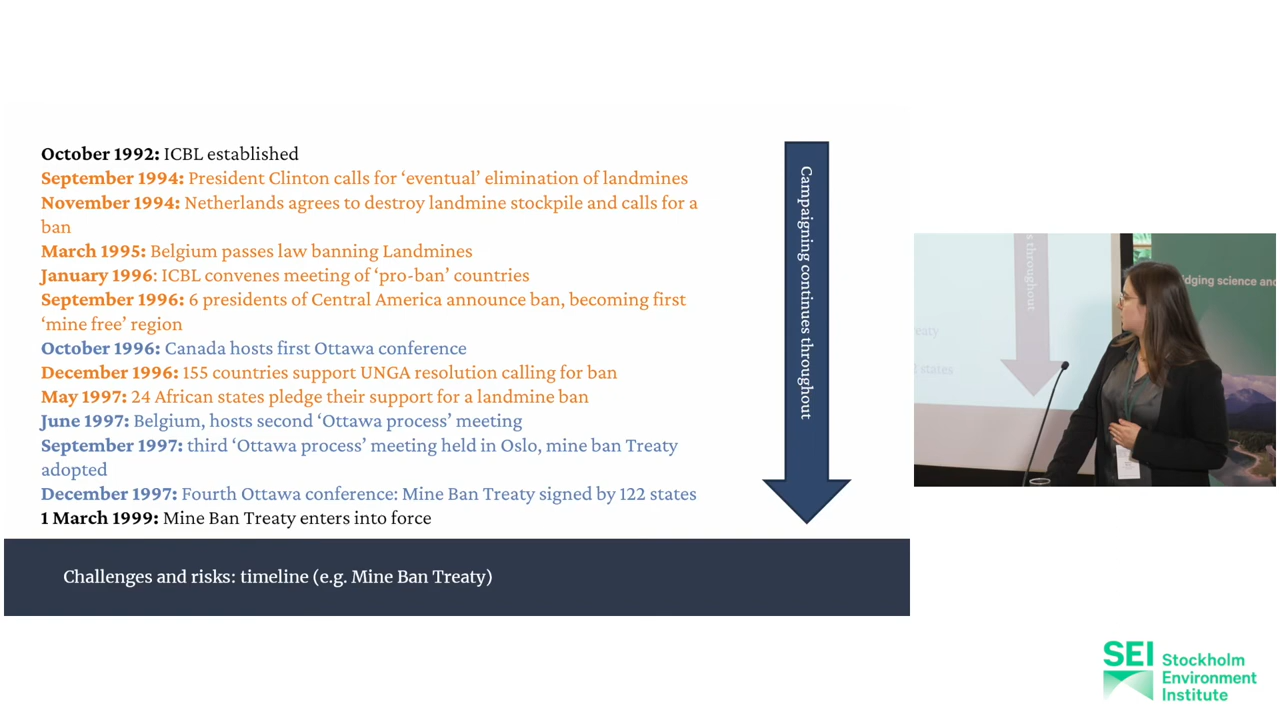 October 1992: ICBL established
September 1994: President Clinton calls for ‘eventual’ elimination of landmines
November 1994: Netherlands agrees to destroy landmine stockpile and calls for a
ban
March 1995: Belgium passes law banning Landmines
January 1996: ICBL convenes meeting of ‘pro-ban’ countries
September 1996: 6 presidents of Central America announce ban, becoming first
‘mine free’ region
October 1996: Canada hosts first Ottawa conference
December 1996: 155 countries support UNGA resolution calling for ban
May 1997: 24 African states pledge their support for a landmine ban
June 1997: Belgium, hosts second ‘Ottawa process’ meeting
September 1997: third ‘Ottawa process’ meeting held in Oslo, mine ban Treaty
adopted
December 1997: Fourth Ottawa conference: Mine Ban Treaty signed by 122 states
1 March 1999: Mine Ban Treaty enters into force
Campaigning continues throughout
Challenges and risks: timeline (e.g. Mine Ban Treaty)
s throughout
eaty
states
dging science and
SEI Stockholm
Environment
Institute